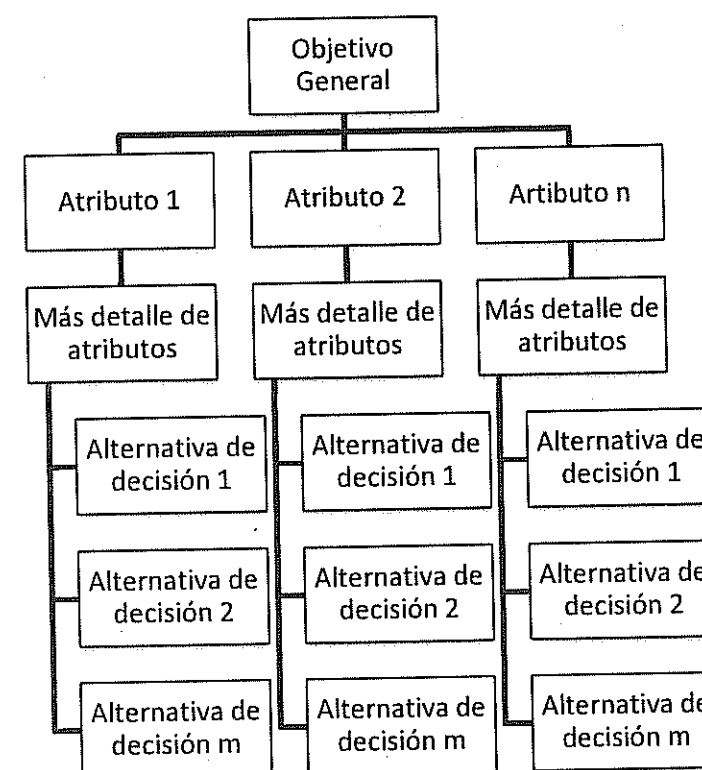 Objetivo
General
Atributo 1
Atributo 2
Artibuto n
Más detalle de
atributos
Más detalle de
atributos
Más detalle de
atributos
Alternativa de
decisión 1
Alternativa de
decisión 1
Alternativa de
decisión 1
Alternativa de
decisión 2
Alternativa de
decisión 2
Alternativa de
decisión 2
Alternativa de
decisión m
Alternativa de
decisión m
Alternativa de
decisión m